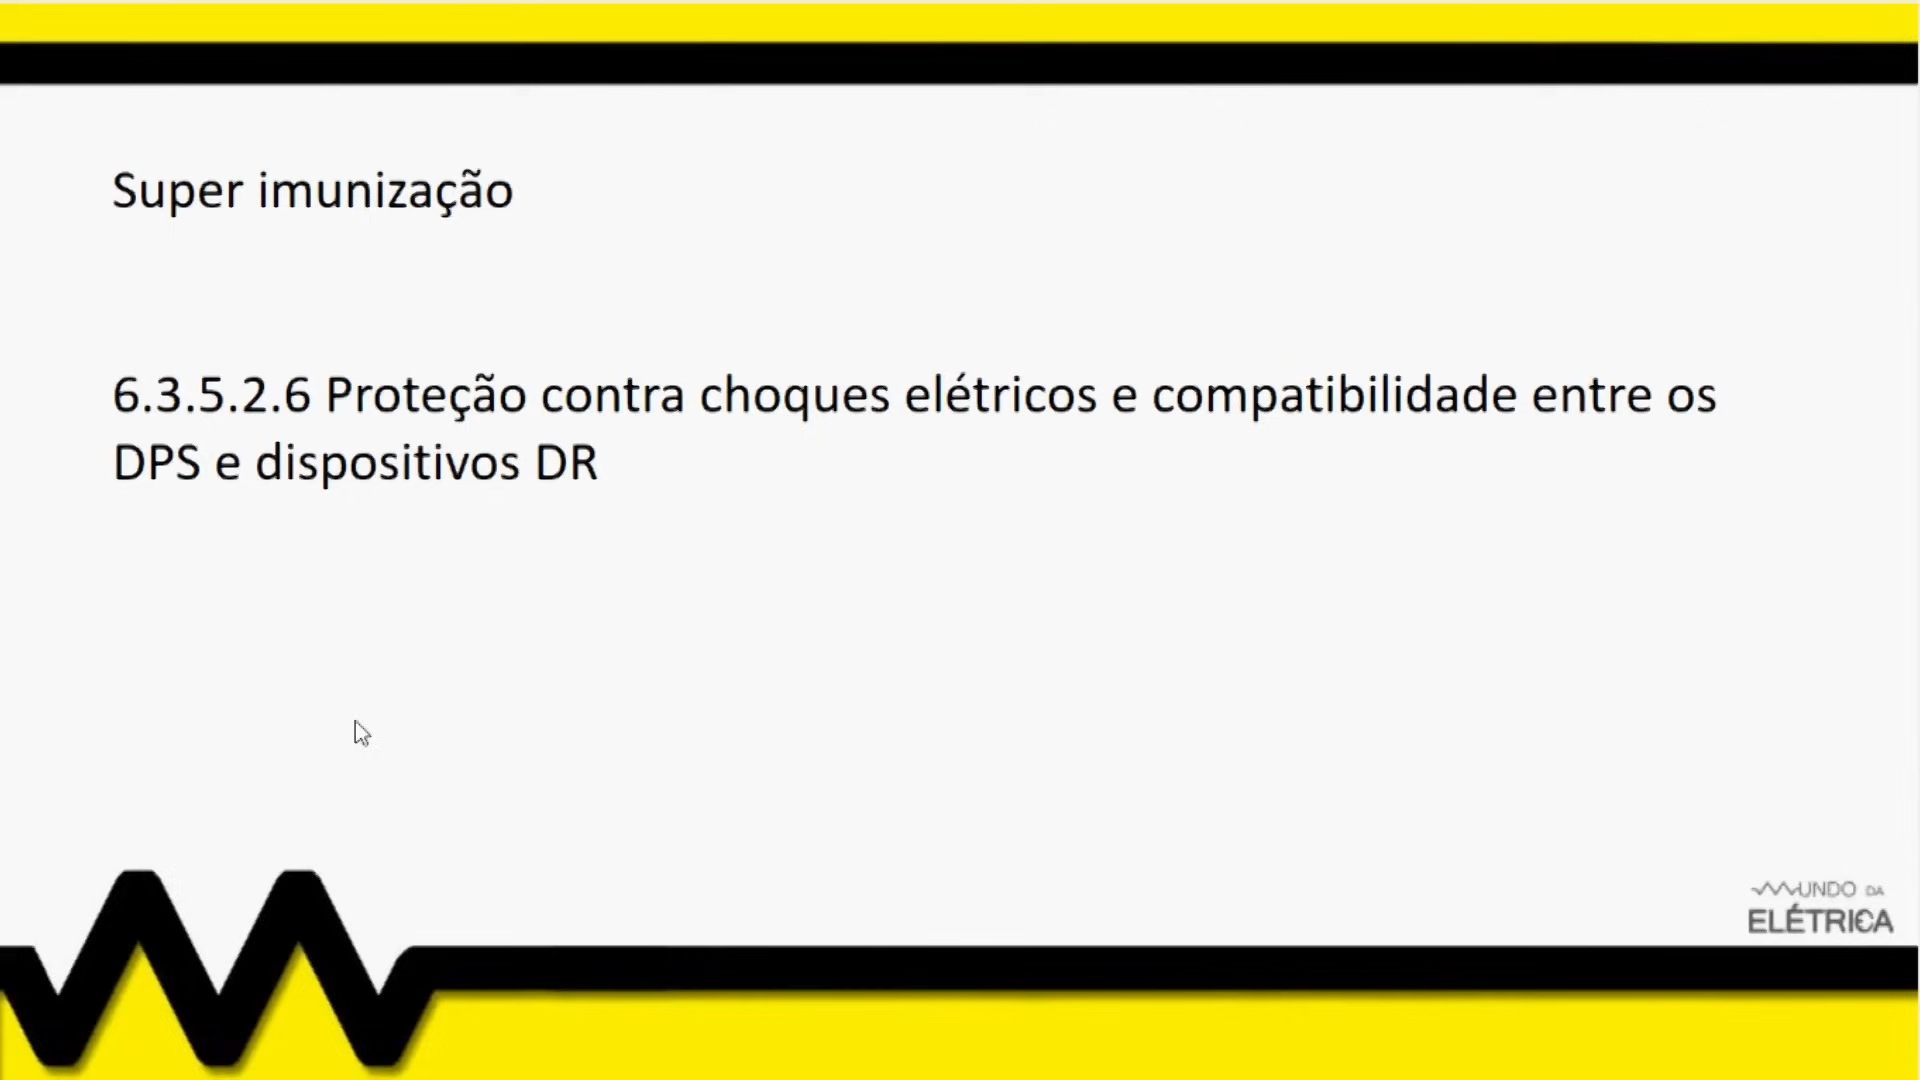 Super imunização
6.3.5.2.6 Proteção contra choques elétricos e compatibilidade entre os
DPS e dispositivos DR
MUNDO DA
ELÉTRICA